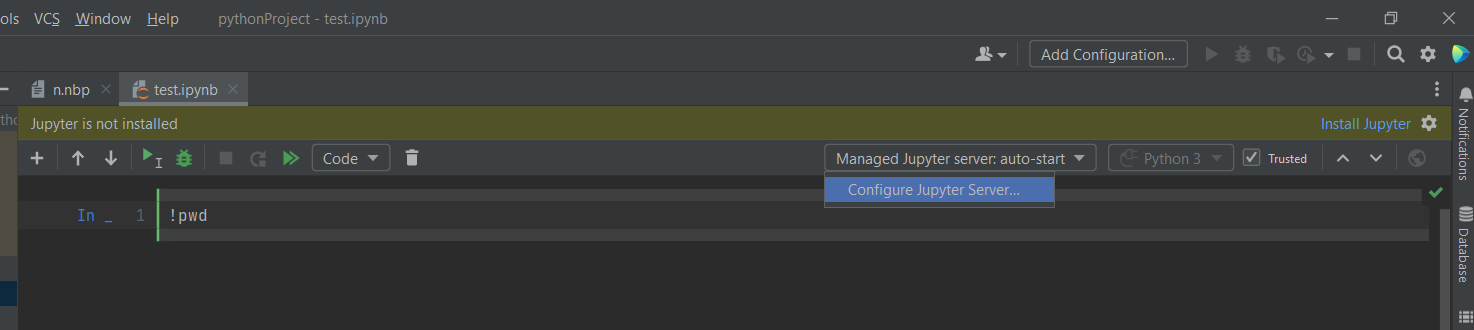 ols VCS Window Help pythonProject - test.ipynb
Add Configuration...
n.nbp test.ipynb
Jupyter is not installed Install Jupyter
Code Managed Jupyter server: auto-start Python 3 Trusted
Configure Jupyter Server...
In _ 1 !pwd
Notifications
Database